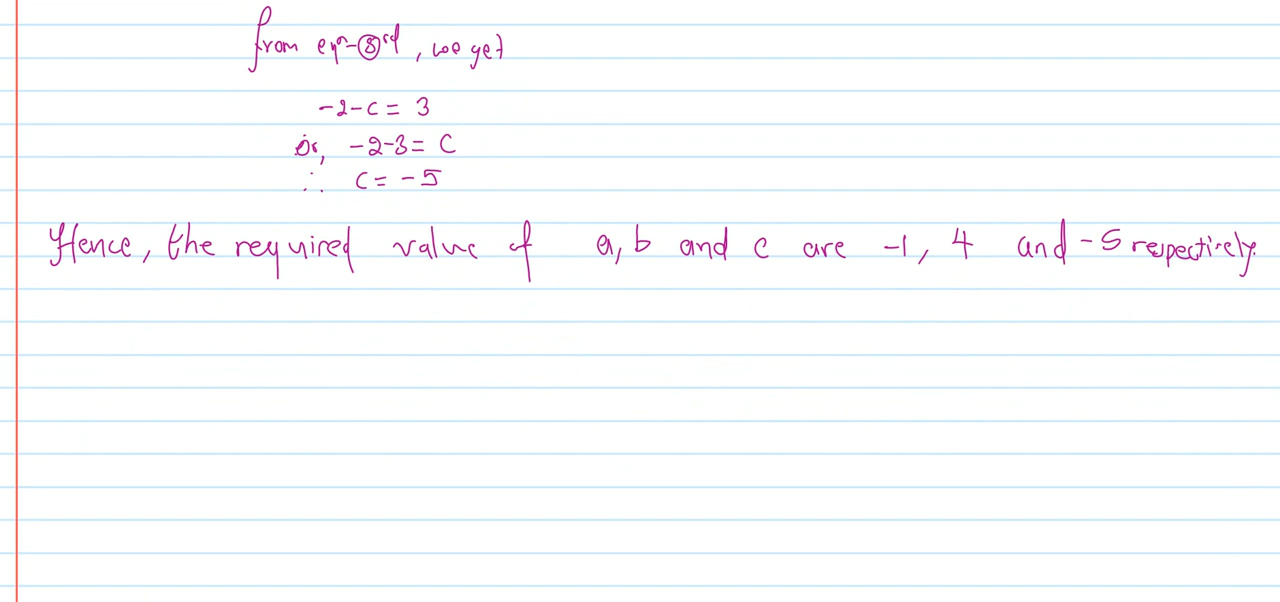 from eqn-③rd, we get
-2-c = 3
or, -2-3 = c
∴ c = -5
Hence, the required value of a, b and c are -1, 4 and -5 respectively.